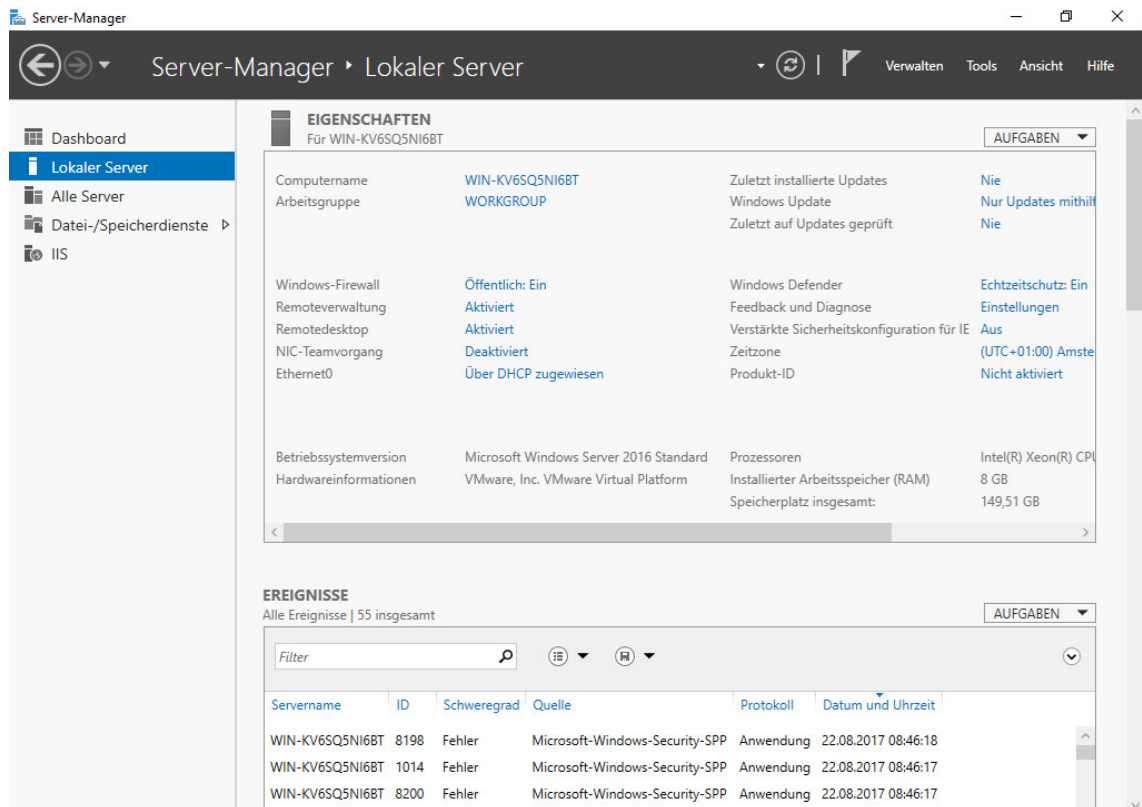 Server-Manager
Server-Manager ‣ Lokaler Server
Verwalten Tools Ansicht Hilfe
Dashboard
Lokaler Server
Alle Server
Datei-/Speicherdienste
IIS
EIGENSCHAFTEN
Für WIN-KV6SQ5NI6BT
AUFGABEN
Computername WIN-KV6SQ5NI6BT Zuletzt installierte Updates Nie
Arbeitsgruppe WORKGROUP Windows Update Nur Updates mithilf
Zuletzt auf Updates geprüft Nie
Windows-Firewall Öffentlich: Ein Windows Defender Echtzeitschutz: Ein
Remoteverwaltung Aktiviert Feedback und Diagnose Einstellungen
Remotedesktop Aktiviert Verstärkte Sicherheitskonfiguration für IE Aus
NIC-Teamvorgang Deaktiviert Zeitzone (UTC+01:00) Amste
Ethernet0 Über DHCP zugewiesen Produkt-ID Nicht aktiviert
Betriebssystemversion Microsoft Windows Server 2016 Standard Prozessoren Intel(R) Xeon(R) CPU
Hardwareinformationen VMware, Inc. VMware Virtual Platform Installierter Arbeitsspeicher (RAM) 8 GB
Speicherplatz insgesamt: 149,51 GB
EREIGNISSE
Alle Ereignisse | 55 insgesamt
AUFGABEN
Filter
Servername ID Schweregrad Quelle Protokoll Datum und Uhrzeit
WIN-KV6SQ5NI6BT 8198 Fehler Microsoft-Windows-Security-SPP Anwendung 22.08.2017 08:46:18
WIN-KV6SQ5NI6BT 1014 Fehler Microsoft-Windows-Security-SPP Anwendung 22.08.2017 08:46:17
WIN-KV6SQ5NI6BT 8200 Fehler Microsoft-Windows-Security-SPP Anwendung 22.08.2017 08:46:17